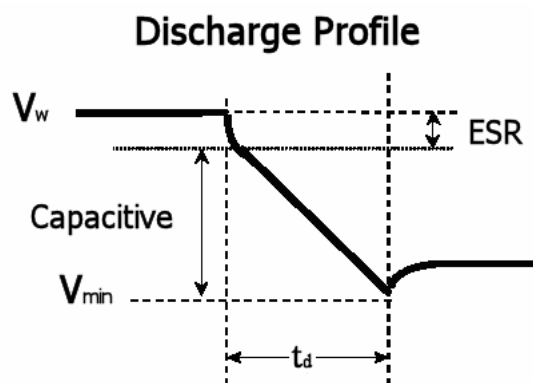 Discharge Profile
Vw
ESR
Capacitive
Vmin
td